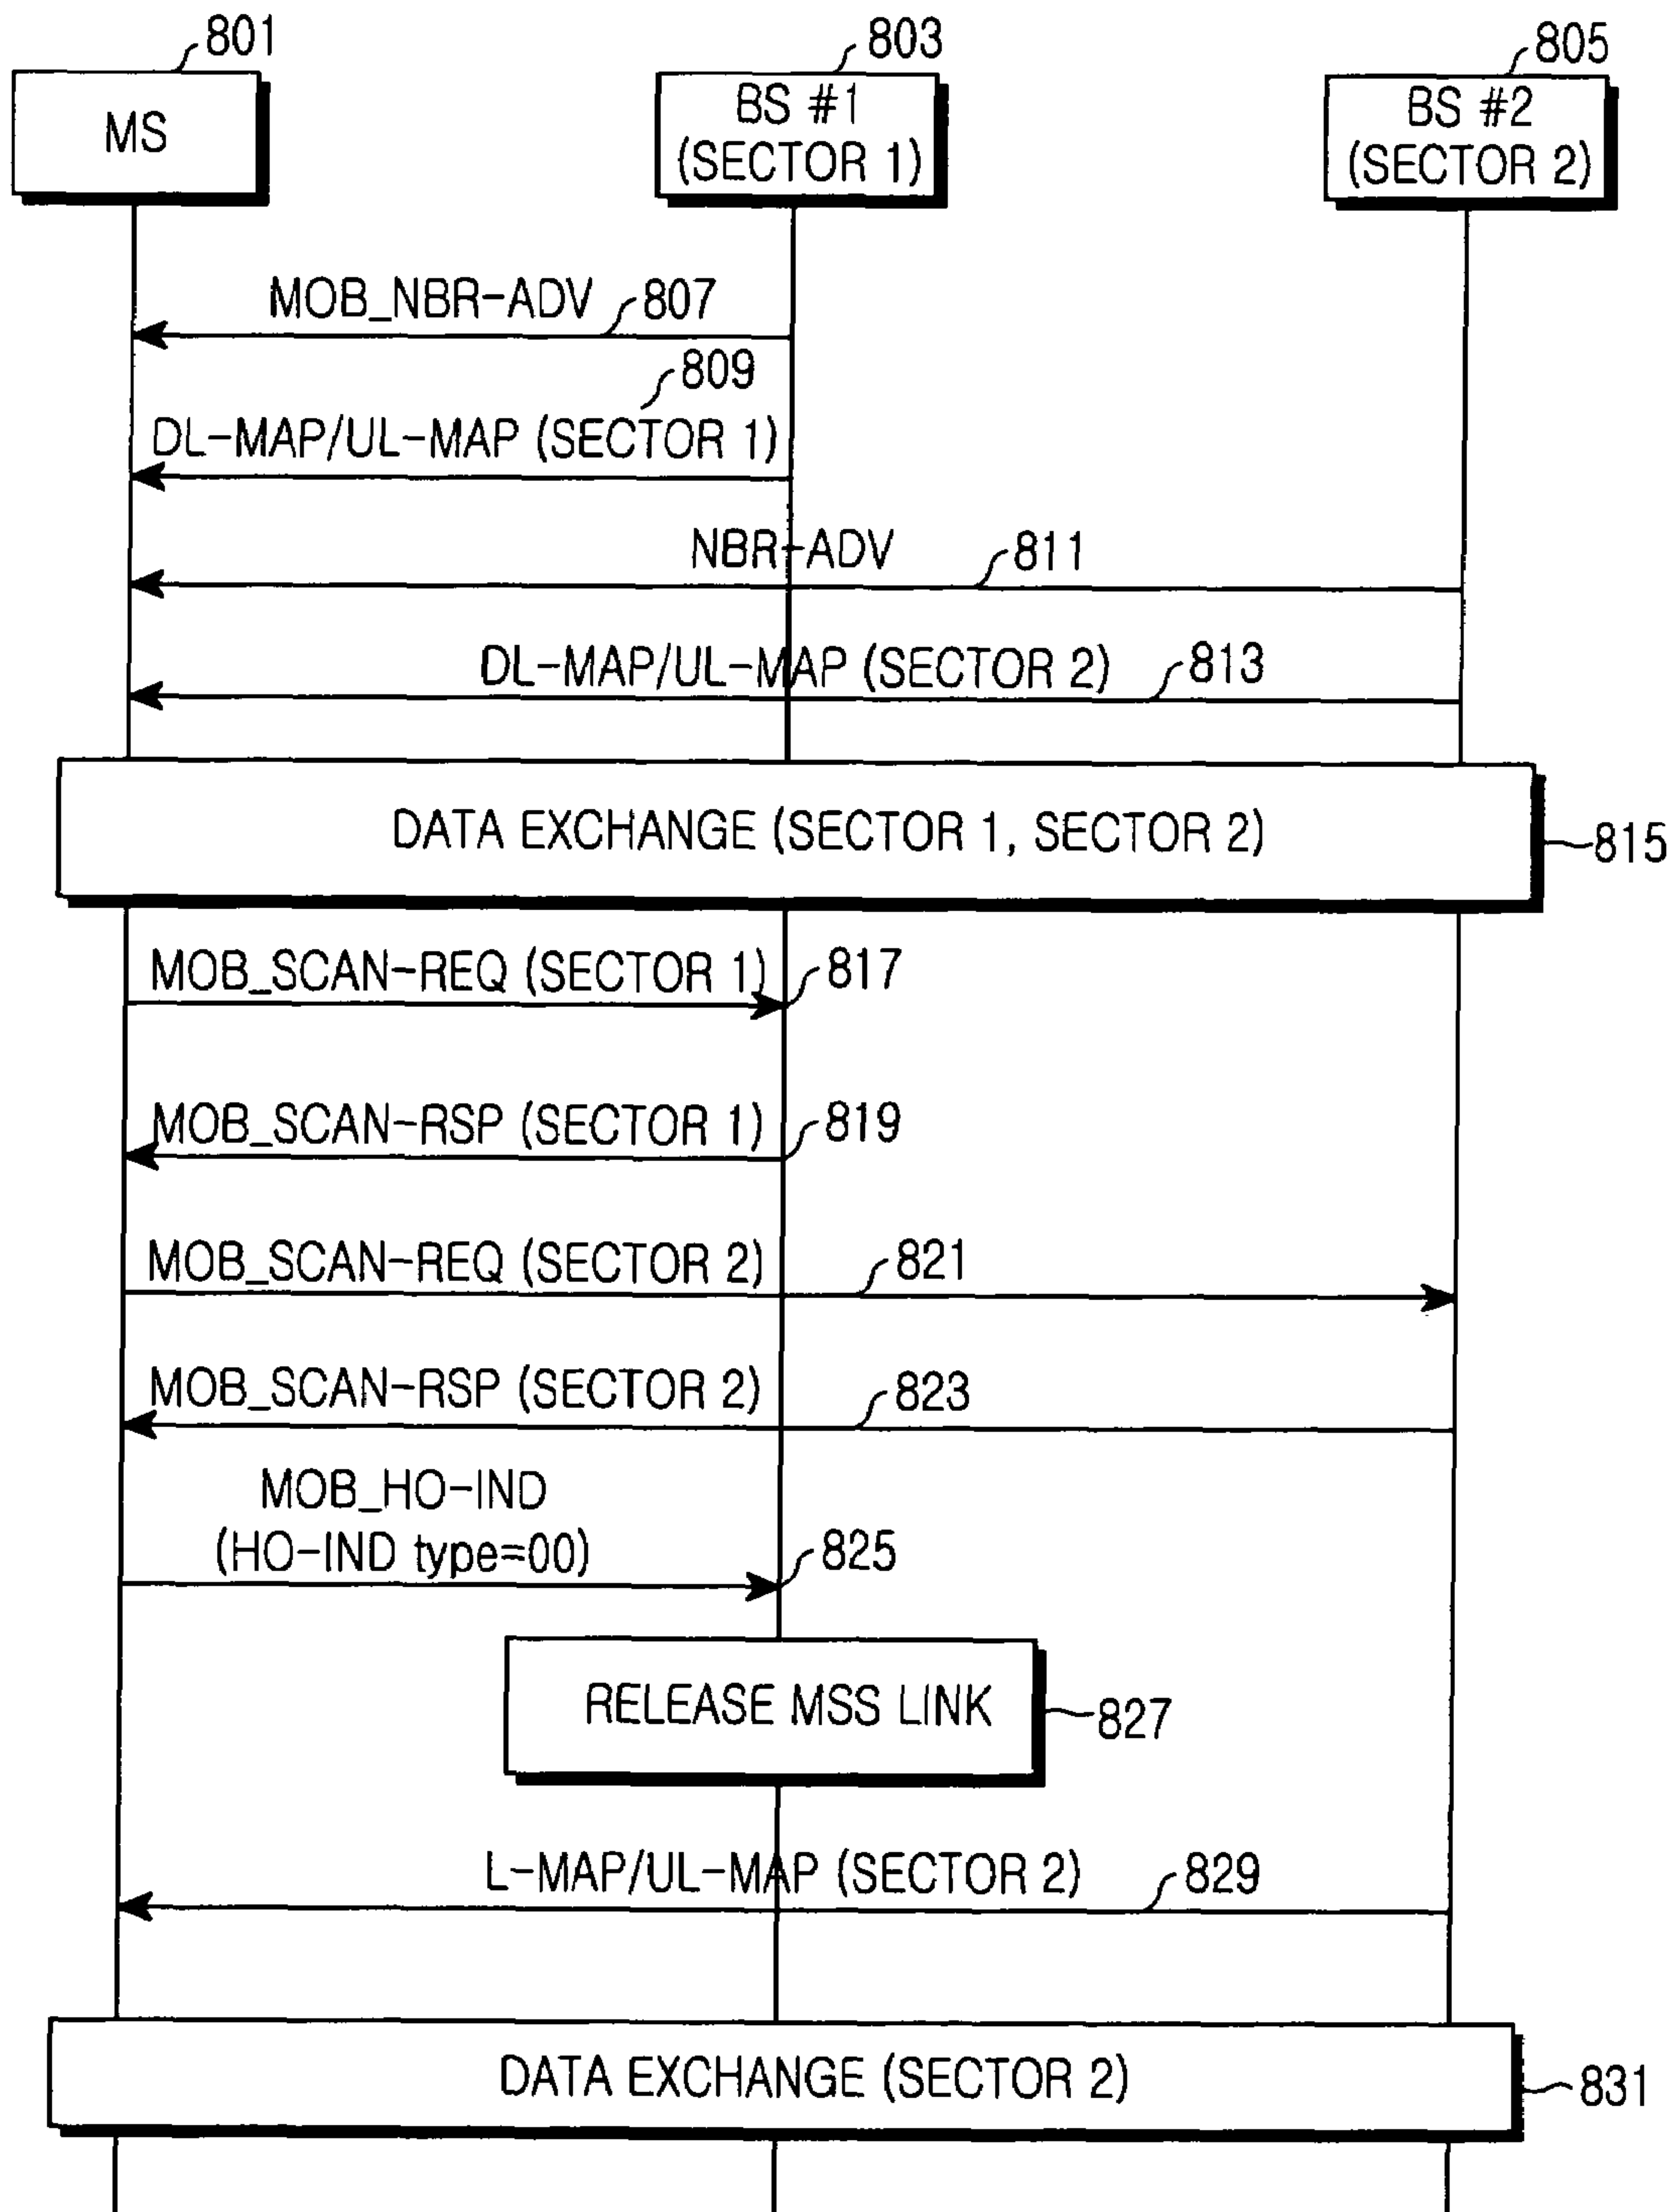 801
803
805
MS
BS #1
(SECTOR 1)
BS #2
(SECTOR 2)
MOB_NBR-ADV
807
809
DL-MAP/UL-MAP (SECTOR 1)
NBR-ADV
811
DL-MAP/UL-MAP (SECTOR 2)
813
DATA EXCHANGE (SECTOR 1, SECTOR 2)
815
MOB_SCAN-REQ (SECTOR 1)
817
MOB_SCAN-RSP (SECTOR 1)
819
MOB_SCAN-REQ (SECTOR 2)
821
MOB_SCAN-RSP (SECTOR 2)
823
MOB_HO-IND
(HO-IND type=00)
825
RELEASE MSS LINK
827
L-MAP/UL-MAP (SECTOR 2)
829
DATA EXCHANGE (SECTOR 2)
831